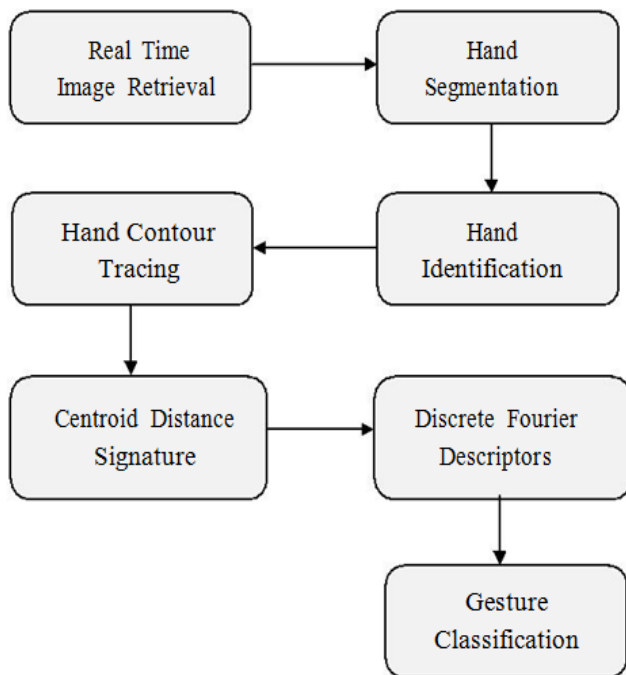 Real Time
Image Retrieval
Hand
Segmentation
Hand
Identification
Hand Contour
Tracing
Centroid Distance
Signature
Discrete Fourier
Descriptors
Gesture
Classification